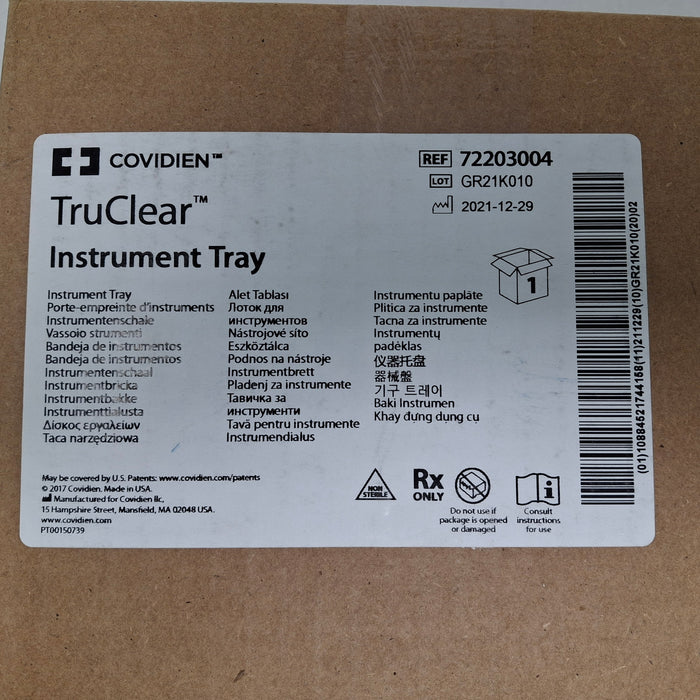 COVIDIEN™
TruClear™
Instrument Tray
REF 72203004
LOT GR21K010
2021-12-29
1
Instrument Tray
Porte-empreinte d'instruments
Instrumentenschale
Vassoio strumenti
Bandeja de instrumentos
Bandeja de instrumentos
Instrumentenschaal
Instrumentbricka
Instrumentbakke
Instrumenttialusta
Δίσκος εργαλείων
Taca narzędziowa
Alet Tablası
Лоток для
инструментов
Nástrojové síto
Eszköztálca
Podnos na nástroje
Instrumentbrett
Pladenj za instrumente
Тавичка за
инструменти
Tavă pentru instrumente
Instrumendialus
Instrumentu paplāte
Plitica za instrumente
Tacna za instrumente
Instrumentų
padėklas
仪器托盘
器械盤
기구 트레이
Baki Instrumen
Khay đựng dụng cụ
(01)10884521744158(11)211229(10)GR21K010(20)02
May be covered by U.S. Patents: www.covidien.com/patents
© 2017 Covidien. Made in USA.
Manufactured for Covidien llc,
15 Hampshire Street, Mansfield, MA 02048 USA.
www.covidien.com
PT00150739
NON
STERILE
Rx
ONLY
Do not use if
package is opened
or damaged
Consult
instructions
for use